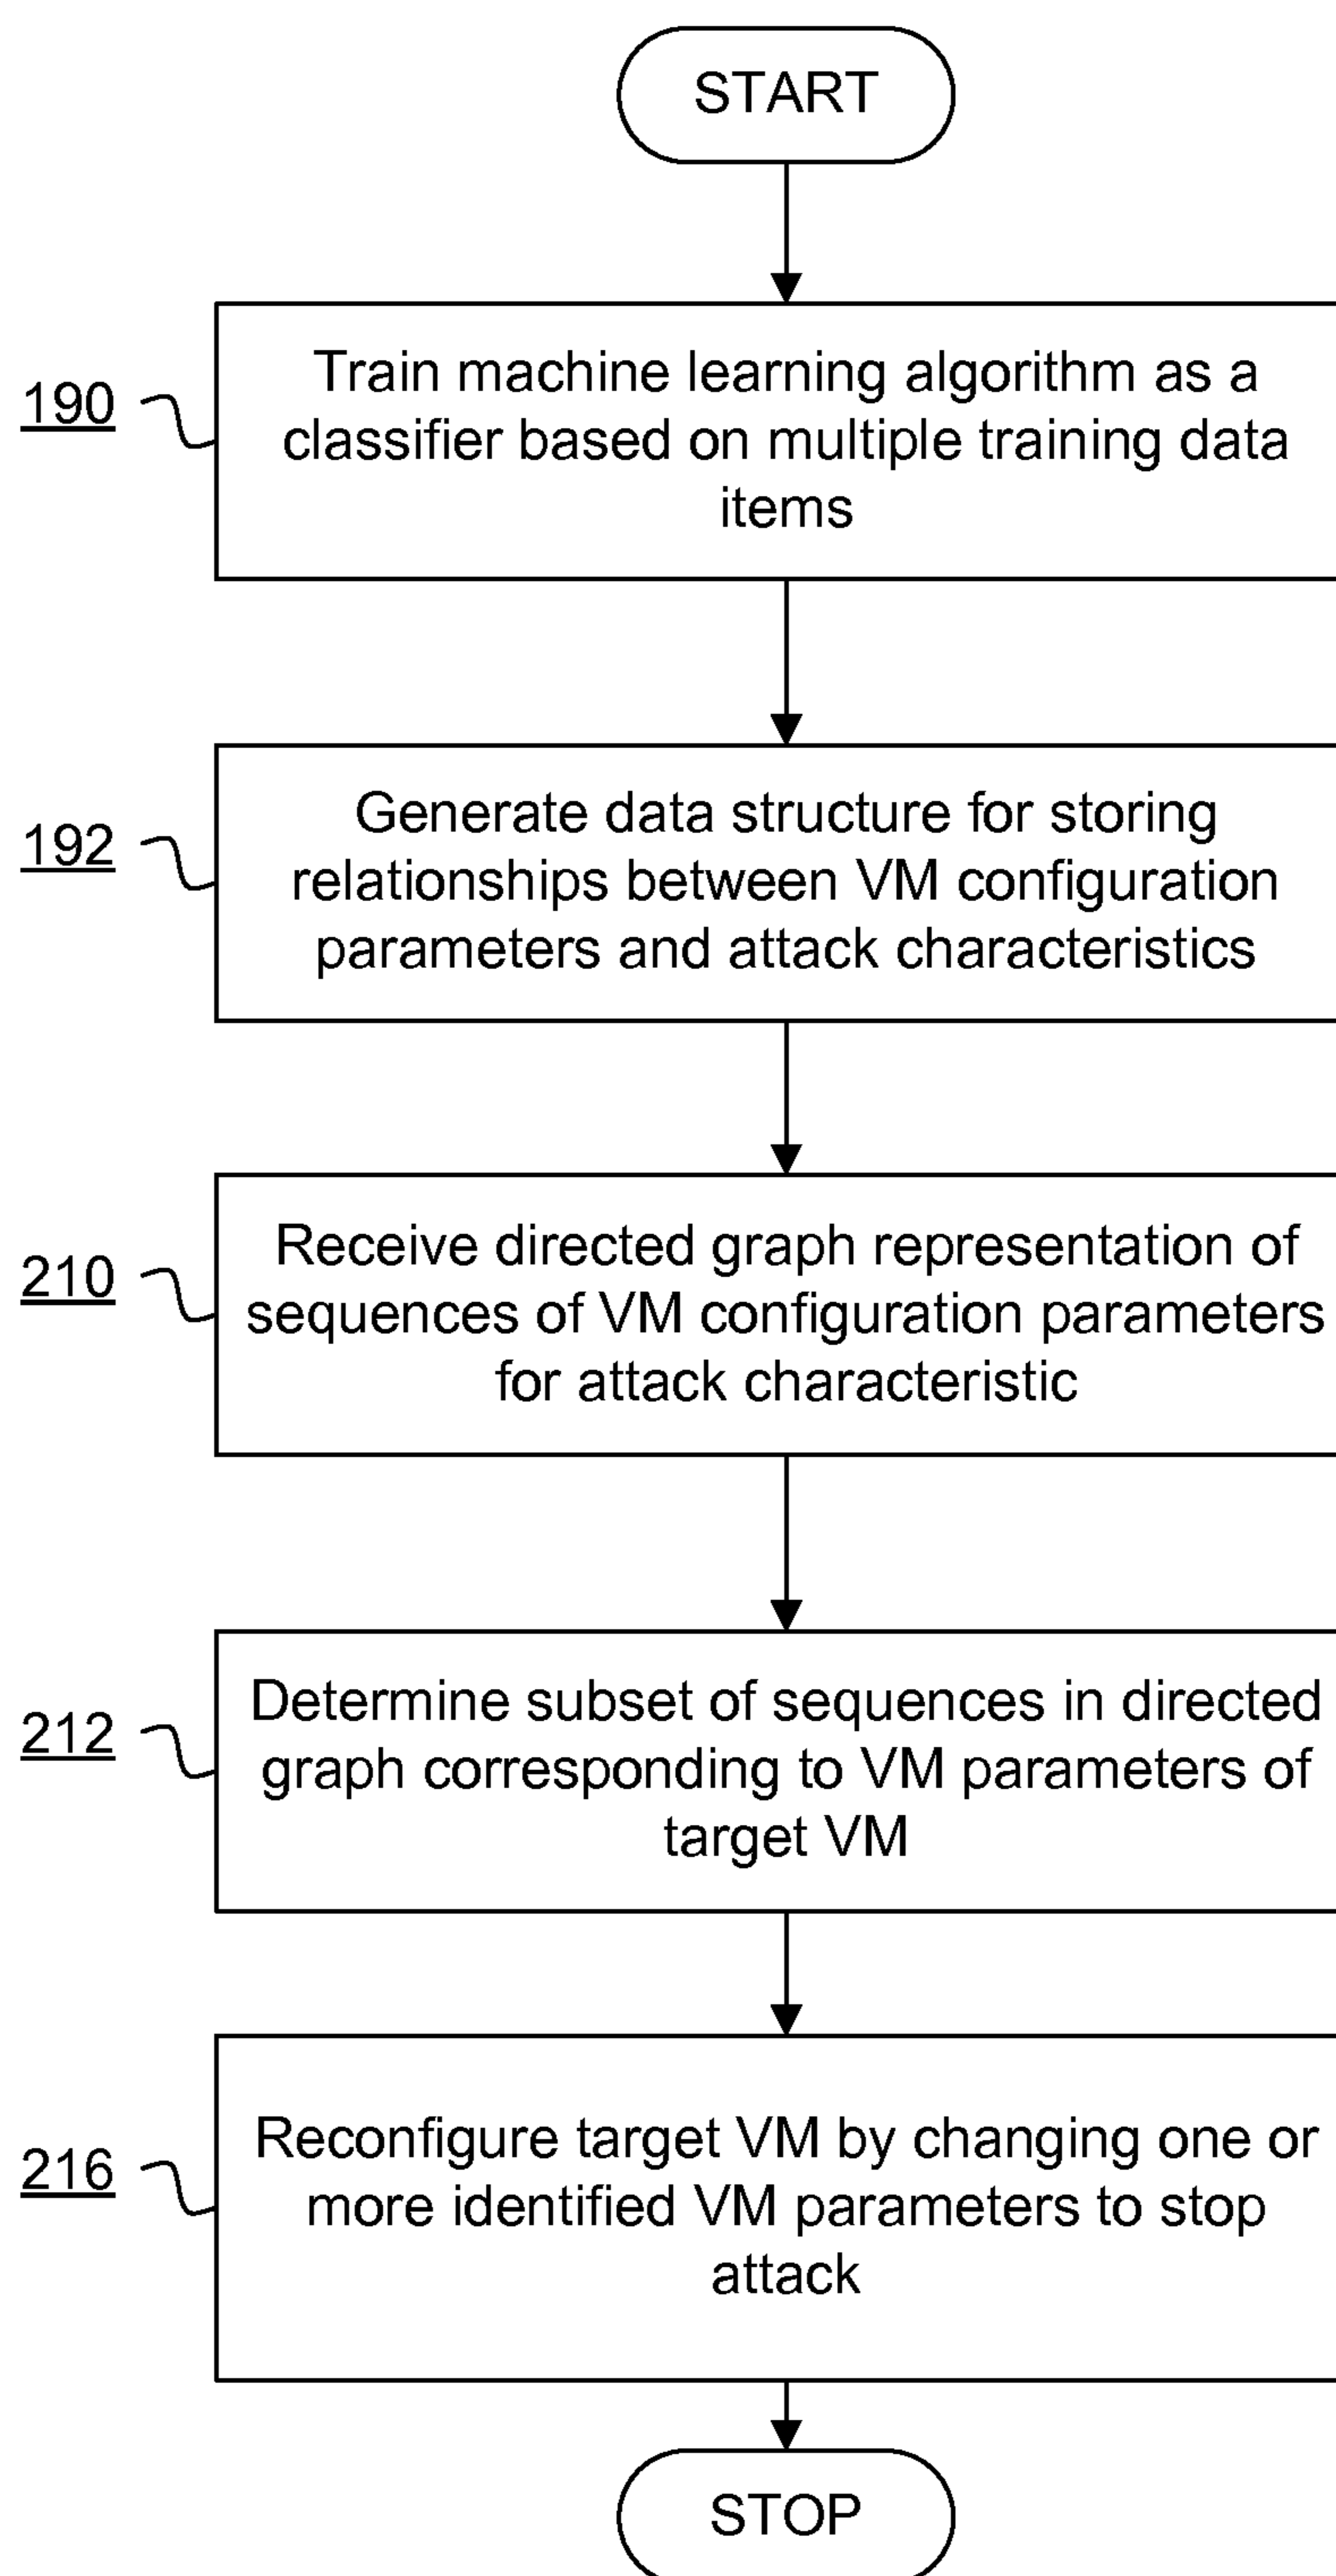 START
190
Train machine learning algorithm as a
classifier based on multiple training data
items
192
Generate data structure for storing
relationships between VM configuration
parameters and attack characteristics
210
Receive directed graph representation of
sequences of VM configuration parameters
for attack characteristic
212
Determine subset of sequences in directed
graph corresponding to VM parameters of
target VM
216
Reconfigure target VM by changing one or
more identified VM parameters to stop
attack
STOP